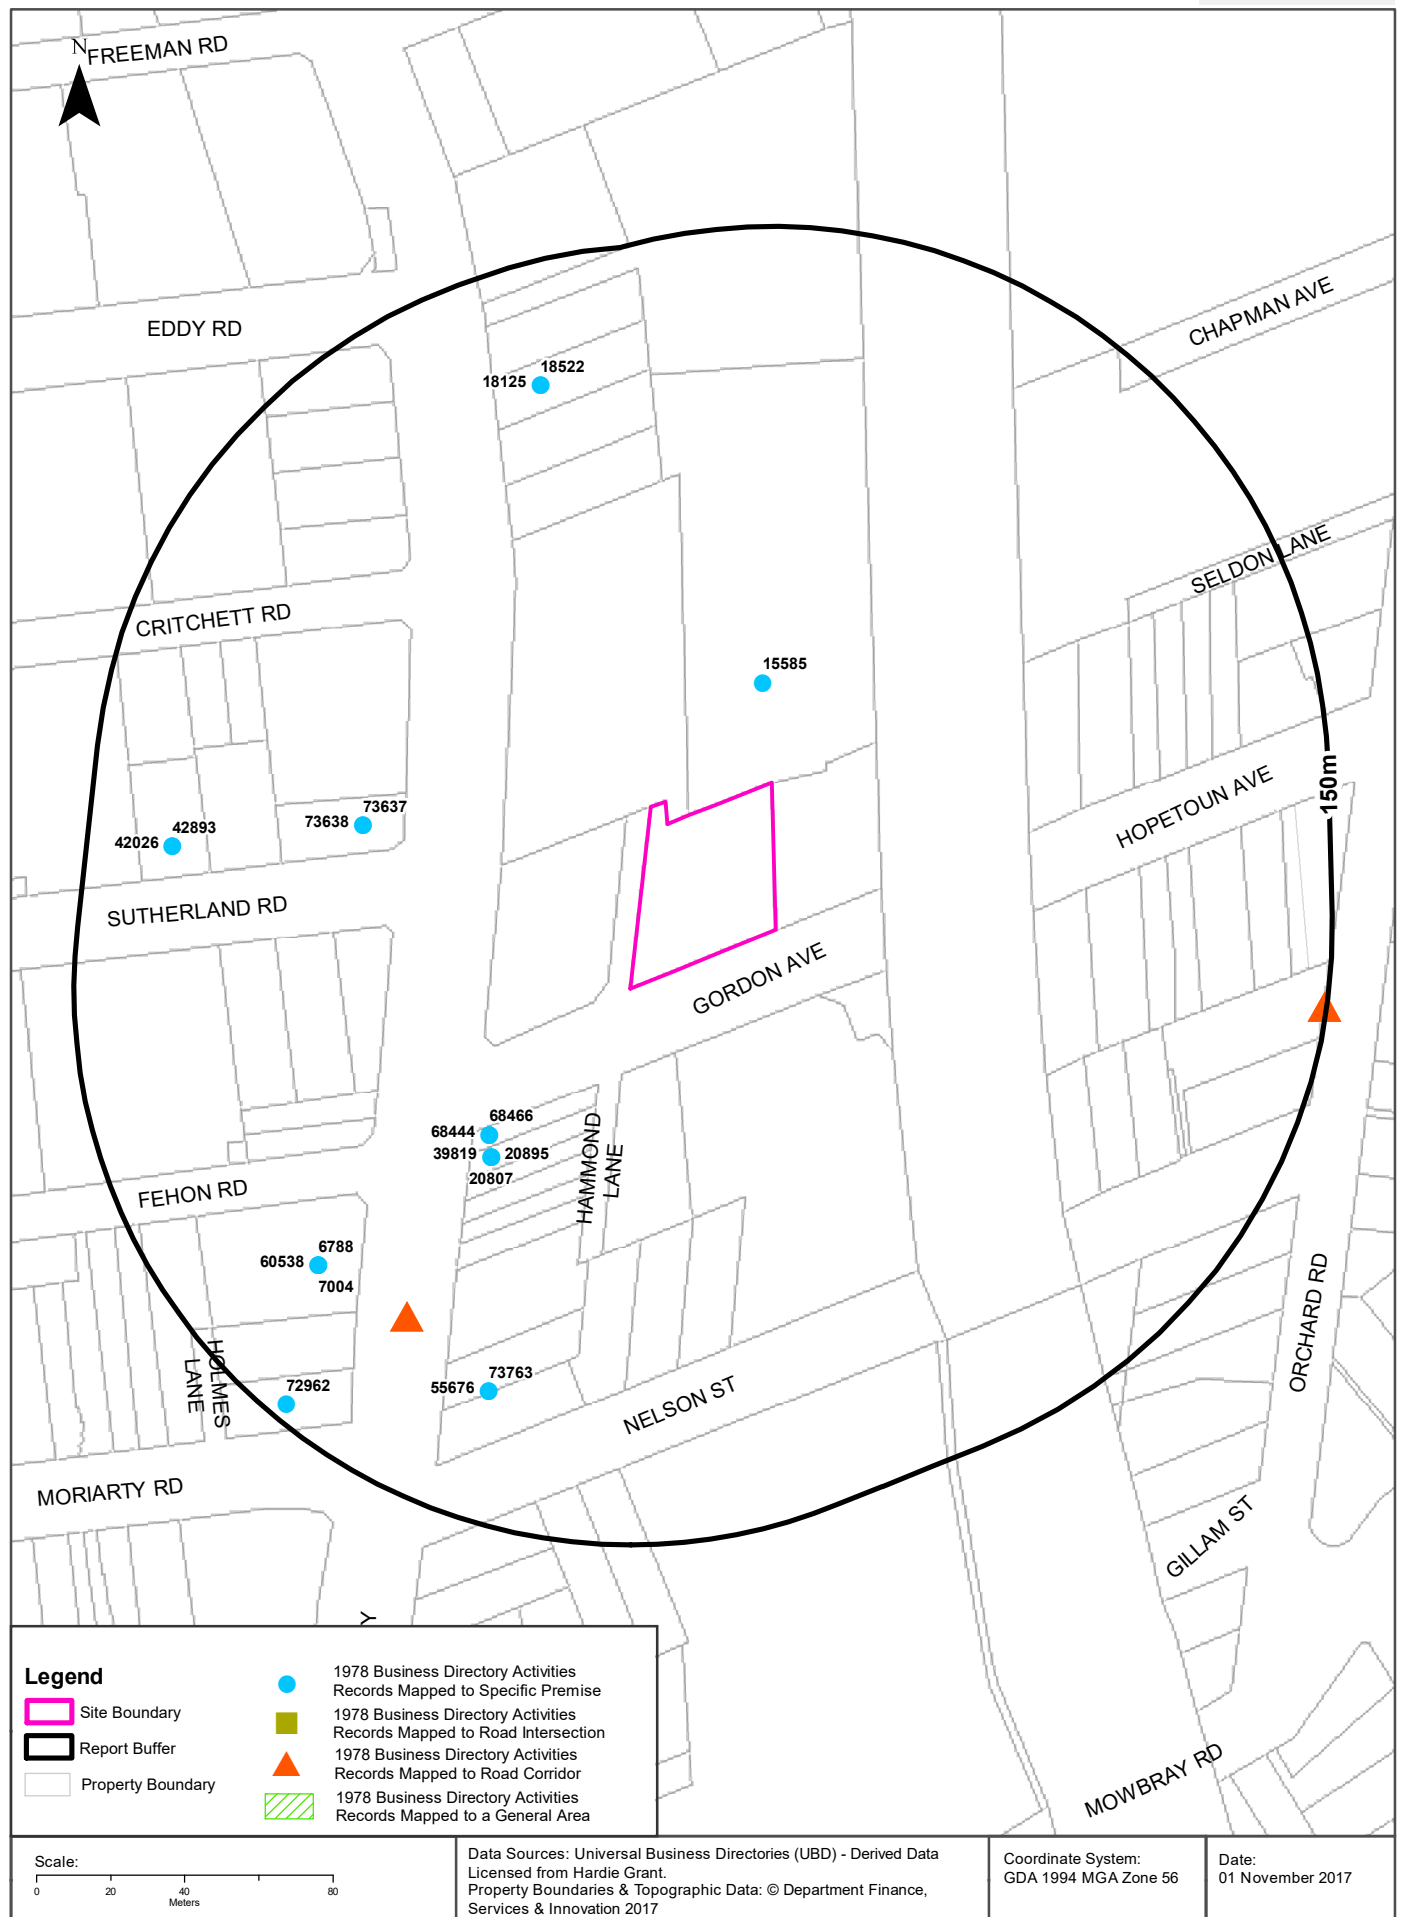 N
FREEMAN RD
EDDY RD
CHAPMAN AVE
18522
18125
SELDON LANE
CRITCHETT RD
15585
HOPETOUN AVE
150m
73637
73638
42893
42026
SUTHERLAND RD
GORDON AVE
68466
68444
39819 20895
20807
HAMMOND
LANE
FEHON RD
6788
60538
7004
ORCHARD RD
HOLMES
LANE
72962
73763
55676
NELSON ST
MORIARTY RD
GILLAM ST
Y
MOWBRAY RD
Legend
Site Boundary
Report Buffer
Property Boundary
1978 Business Directory Activities
Records Mapped to Specific Premise
1978 Business Directory Activities
Records Mapped to Road Intersection
1978 Business Directory Activities
Records Mapped to Road Corridor
1978 Business Directory Activities
Records Mapped to a General Area
Scale:
0 20 40 80
Meters
Data Sources: Universal Business Directories (UBD) - Derived Data
Licensed from Hardie Grant.
Property Boundaries & Topographic Data: © Department Finance,
Services & Innovation 2017
Coordinate System:
GDA 1994 MGA Zone 56
Date:
01 November 2017